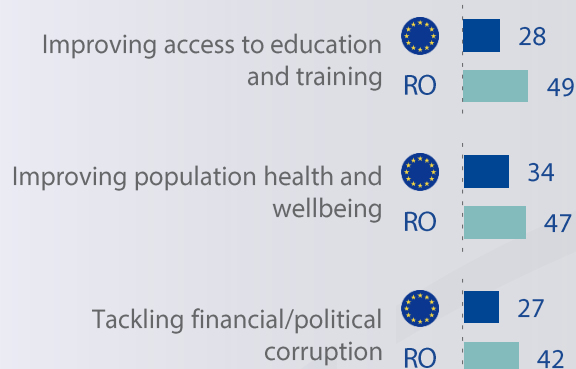 Improving access to education
and training
28
RO 49
Improving population health and
wellbeing
34
RO 47
Tackling financial/political
corruption
27
RO 42